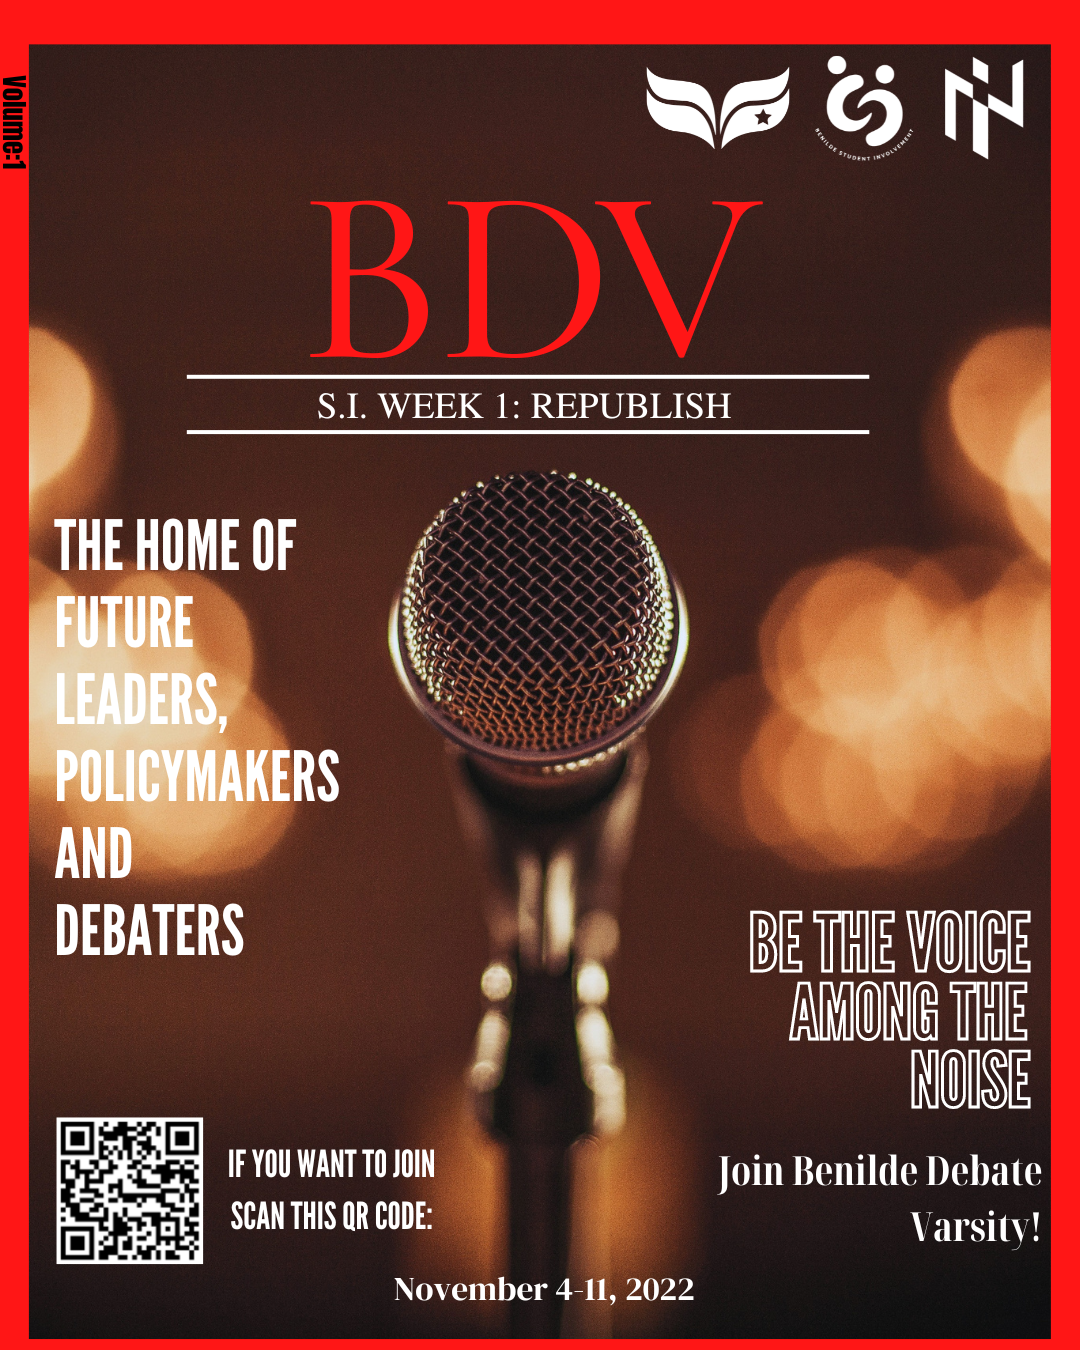 Volume:1
BENILDE STUDENT INVOLVEMENT
BDV
S.I. WEEK 1: REPUBLISH
THE HOME OF
FUTURE
LEADERS,
POLICYMAKERS
AND
DEBATERS
BE THE VOICE
AMONG THE
NOISE
IF YOU WANT TO JOIN
SCAN THIS QR CODE:
Join Benilde Debate
Varsity!
November 4-11, 2022